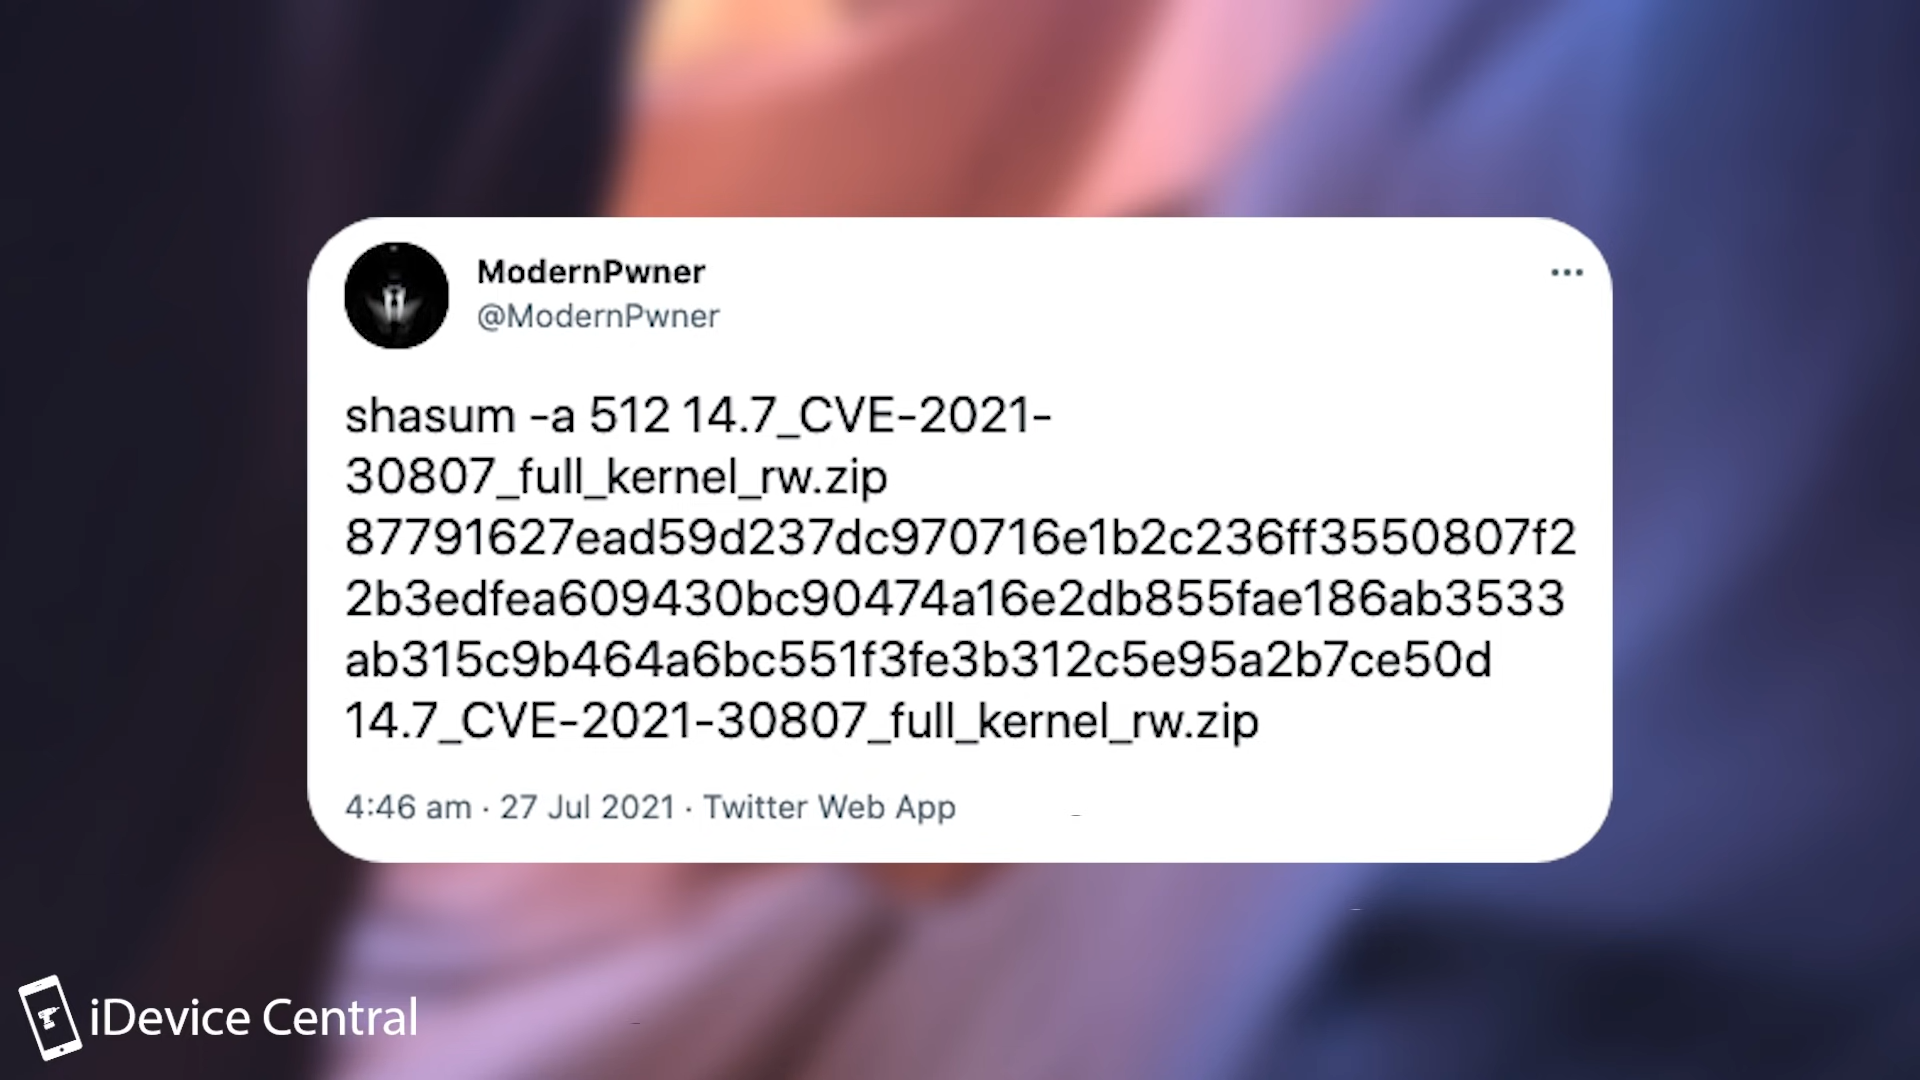 ModernPwner
@ModernPwner
shasum -a 512 14.7_CVE-2021-
30807_full_kernel_rw.zip
87791627ead59d237dc970716e1b2c236ff3550807f2
2b3edfea609430bc90474a16e2db855fae186ab3533
ab315c9b464a6bc551f3fe3b312c5e95a2b7ce50d
14.7_CVE-2021-30807_full_kernel_rw.zip
4:46 am · 27 Jul 2021 · Twitter Web App
iDevice Central